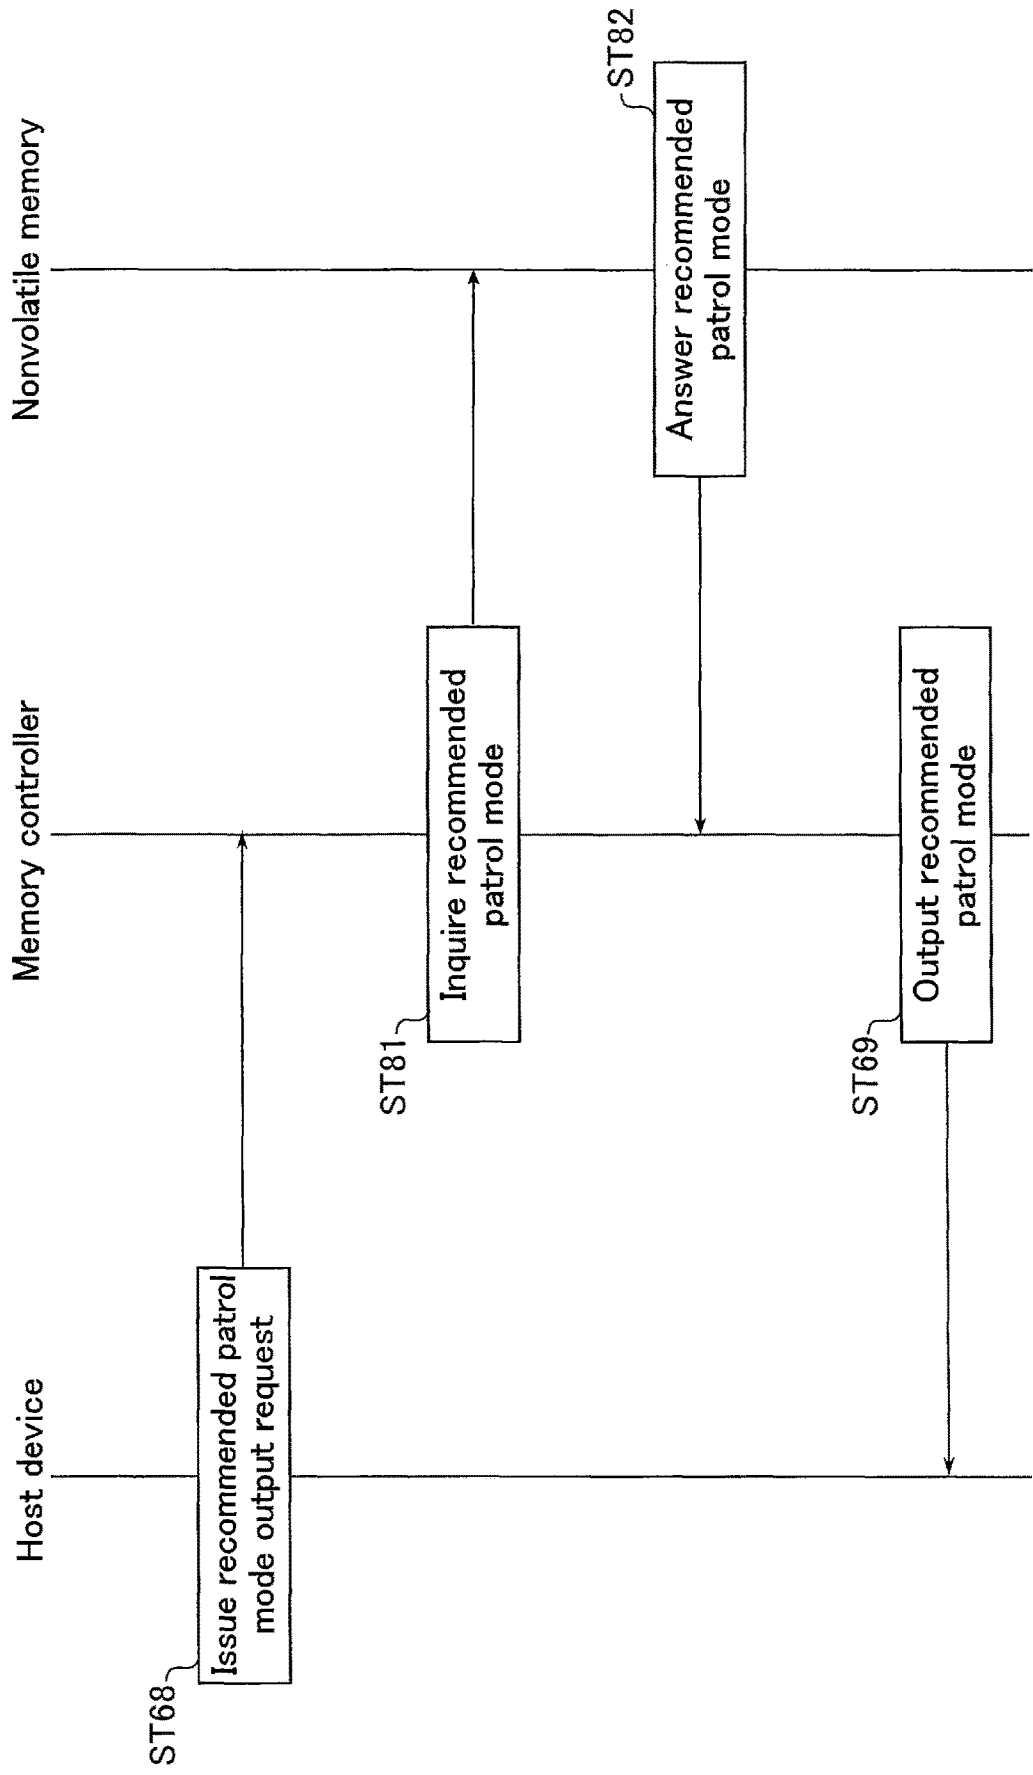 Host device
Memory controller
Nonvolatile memory
ST68
Issue recommended patrol
mode output request
ST81
Inquire recommended
patrol mode
ST82
Answer recommended
patrol mode
ST69
Output recommended
patrol mode